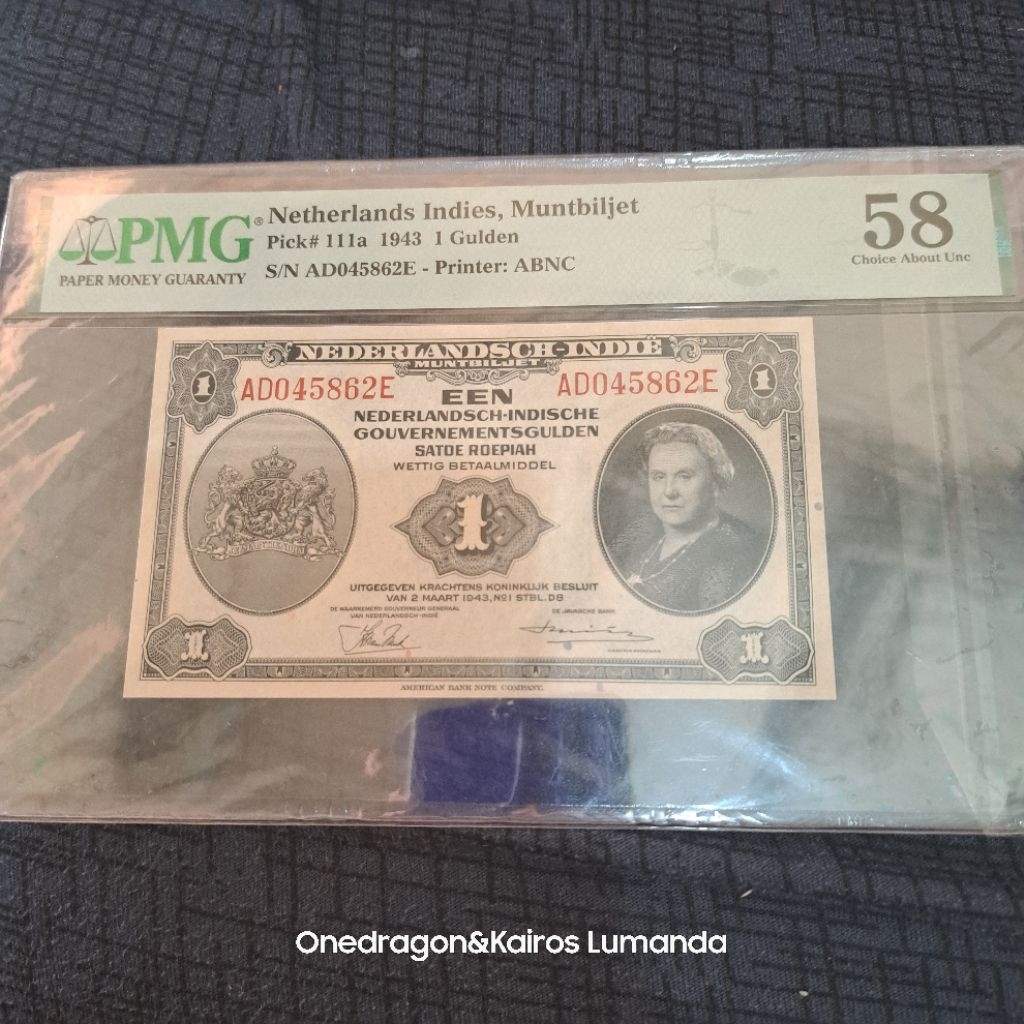 PMG®
PAPER MONEY GUARANTY
Netherlands Indies, Muntbiljet
Pick# 111a 1943 1 Gulden
S/N AD045862E - Printer: ABNC
58
Choice About Unc
NEDERLANDSCH-INDIË
MUNTBILJET
1
1
AD045862E
AD045862E
EEN
NEDERLANDSCH-INDISCHE
GOUVERNEMENTSGULDEN
SATOE ROEPIAH
WETTIG BETAALMIDDEL
1
UITGEGEVEN KRACHTENS KONINKLIJK BESLUIT
VAN 2 MAART 1943, No1 STBL. D8
DE WAARNEMEND GOUVERNEUR GENERAAL
VAN NEDERLANDSCH-INDIË
DE JAVASCHE BANK
1
1
AMERICAN BANK NOTE COMPANY.
Onedragon&Kairos Lumanda